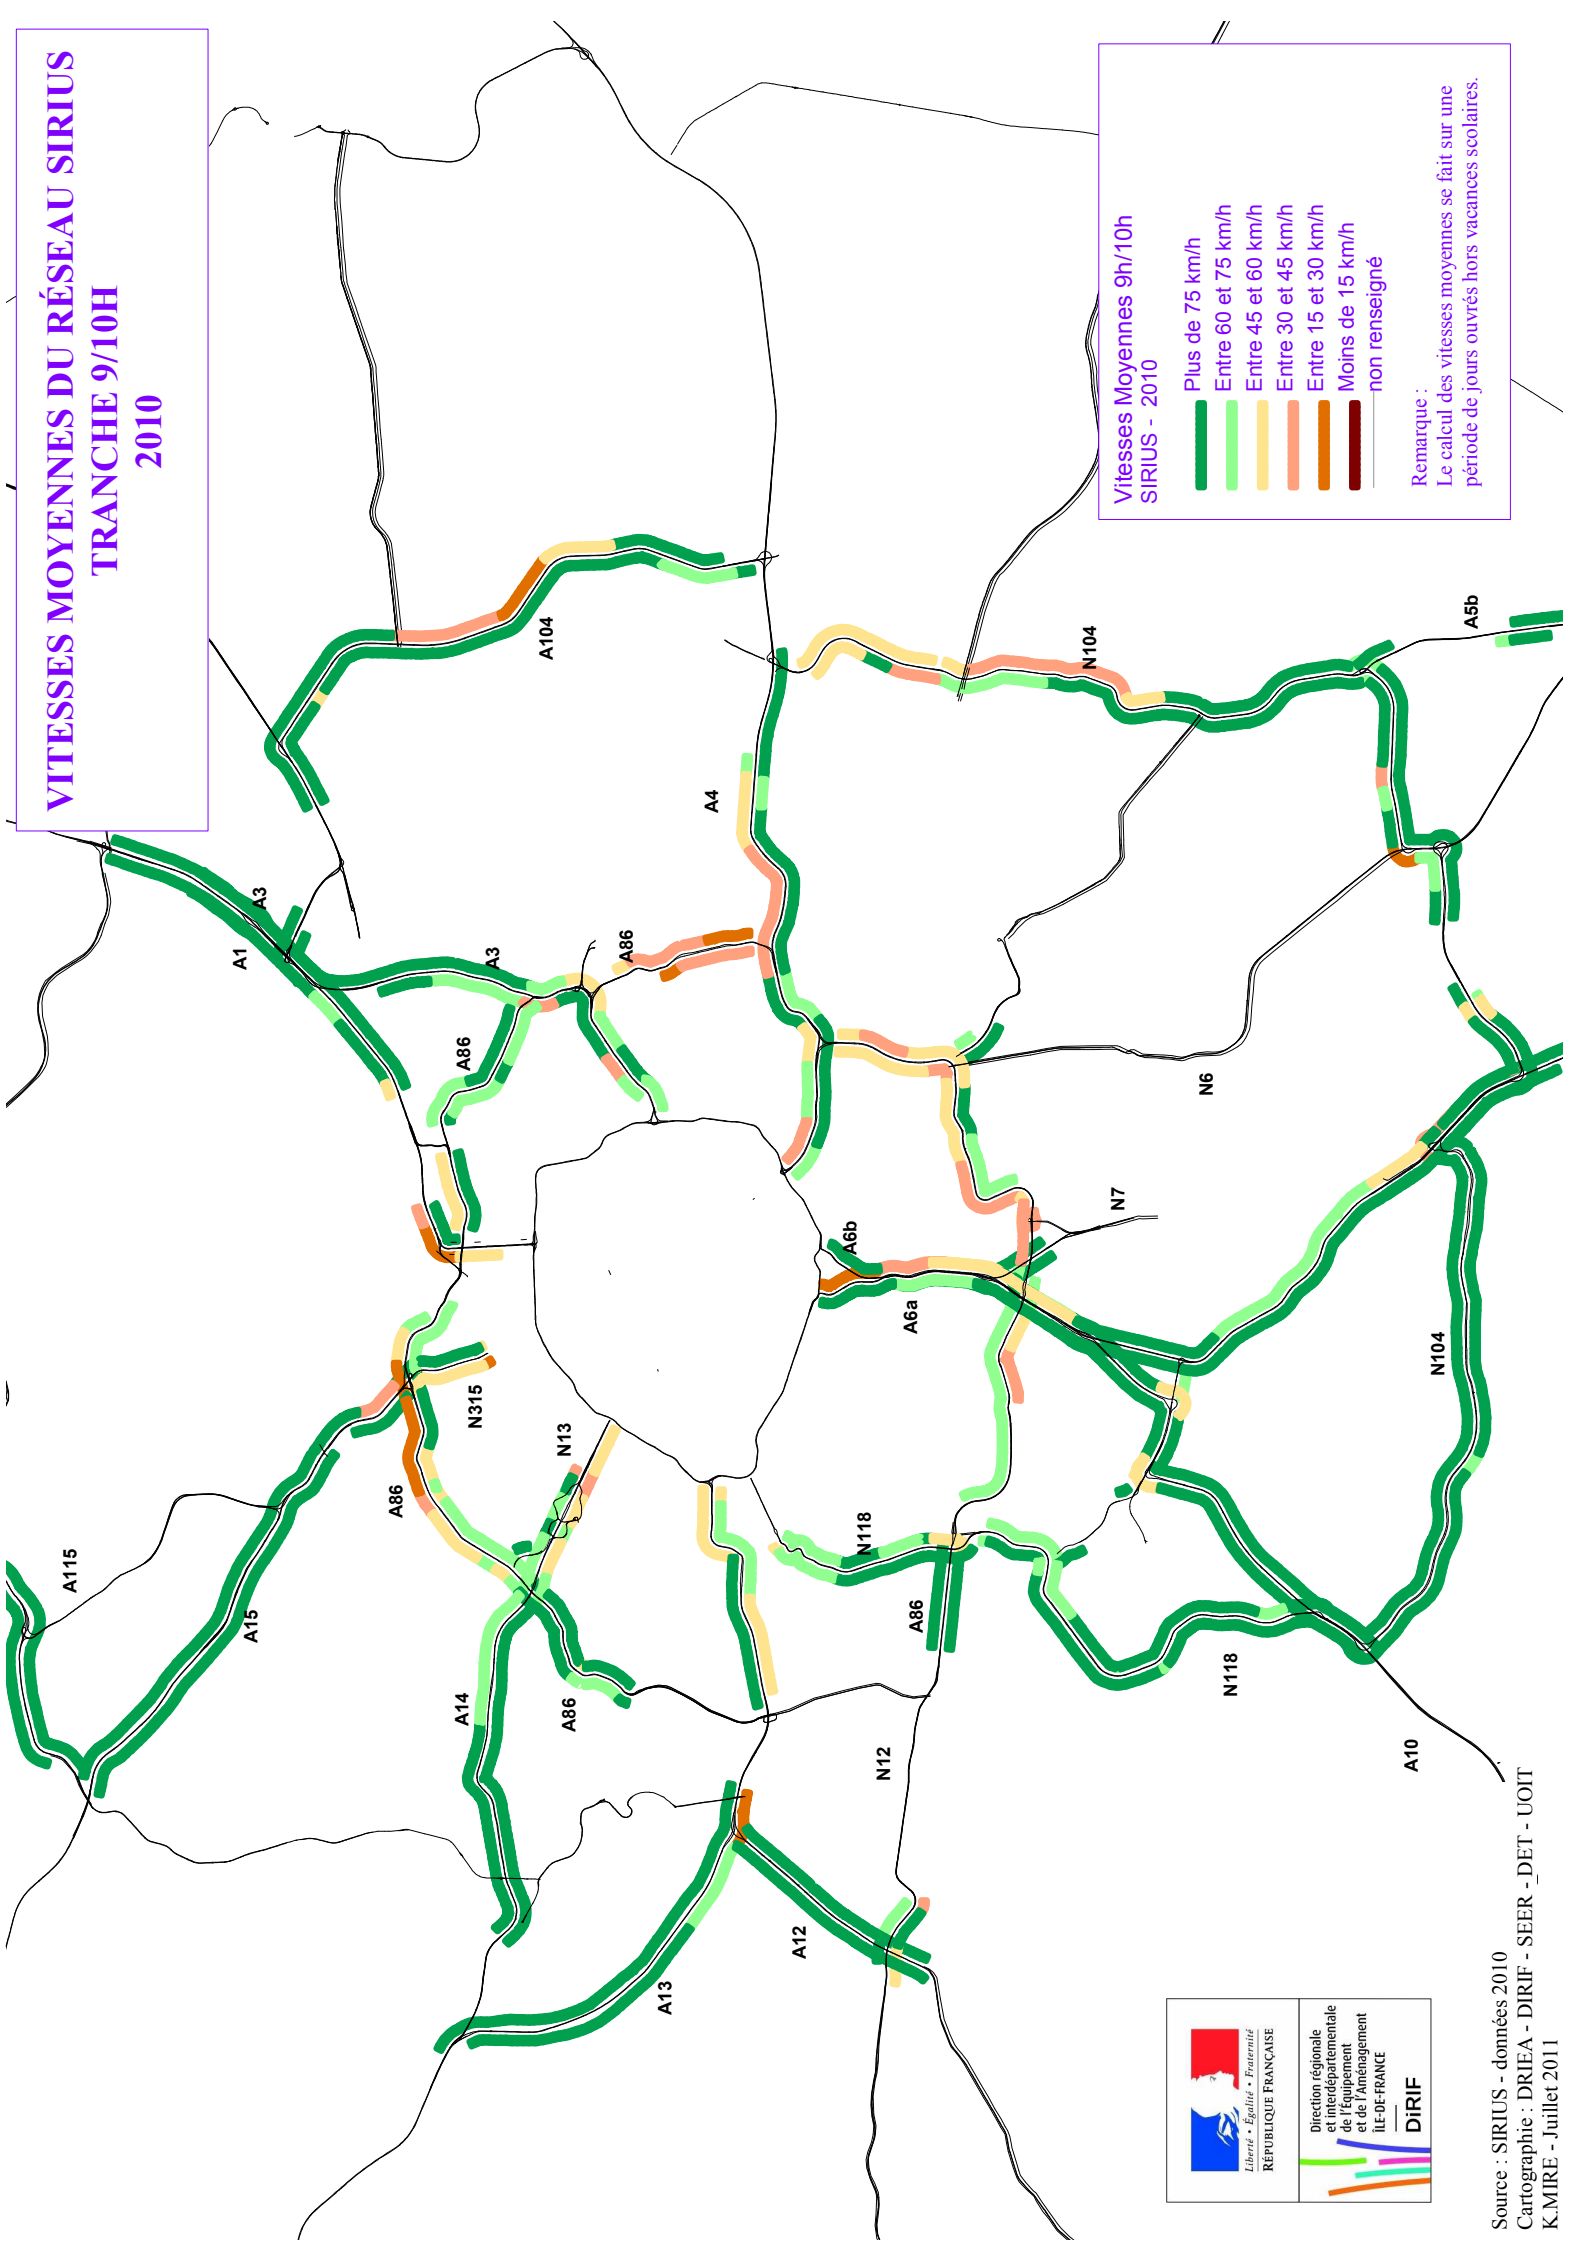 VITESSES MOYENNES DU RÉSEAU SIRIUS
TRANCHE 9/10H
2010
A115
A15
A14
A86
A13
A12
N12
A86
N315
N13
A1
A3
A3
A86
A86
A104
A4
A6b
A6a
N7
N118
A86
N118
A10
N104
N6
N104
A5b
Vitesses Moyennes 9h/10h
SIRIUS - 2010
Plus de 75 km/h
Entre 60 et 75 km/h
Entre 45 et 60 km/h
Entre 30 et 45 km/h
Entre 15 et 30 km/h
Moins de 15 km/h
non renseigné
Remarque :
Le calcul des vitesses moyennes se fait sur une
période de jours ouvrés hors vacances scolaires.
Liberté • Égalité • Fraternité
RÉPUBLIQUE FRANÇAISE
Direction régionale
et interdépartementale
de l'Équipement
et de l'Aménagement
ÎLE-DE-FRANCE
DiRIF
Source : SIRIUS - données 2010
Cartographie : DRIEA - DIRIF - SEER - DET - UOIT
K.MIRE - Juillet 2011